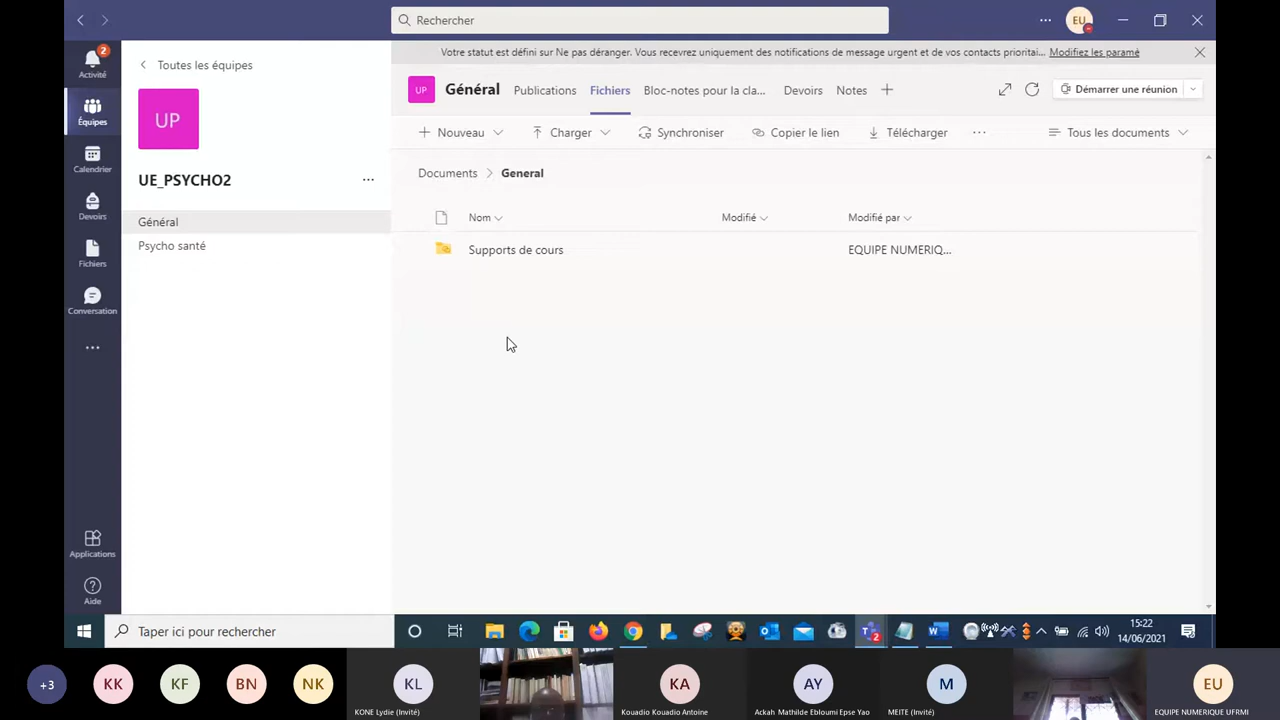 Rechercher
EU
2
Activité
Équipes
Calendrier
Devoirs
Fichiers
Conversation
Applications
Aide
Toutes les équipes
UP
UE_PSYCHO2
Général
Psycho santé
Votre statut est défini sur Ne pas déranger. Vous recevrez uniquement des notifications de message urgent et de vos contacts prioritai... Modifiez les paramé
UP Général Publications Fichiers Bloc-notes pour la cla... Devoirs Notes Démarrer une réunion
Nouveau Charger Synchroniser Copier le lien Télécharger Tous les documents
Documents General
Nom Modifié Modifié par
Supports de cours EQUIPE NUMERIQ...
Taper ici pour rechercher
2
15:22
14/06/2021
+3 KK KF BN NK KL KA AY M EU
KONE Lydie (Invité) Kouadio Kouadio Antoine Ackah Mathilde Ebloumi Epse Yao MEITE (Invité) EQUIPE NUMERIQUE UFRMI